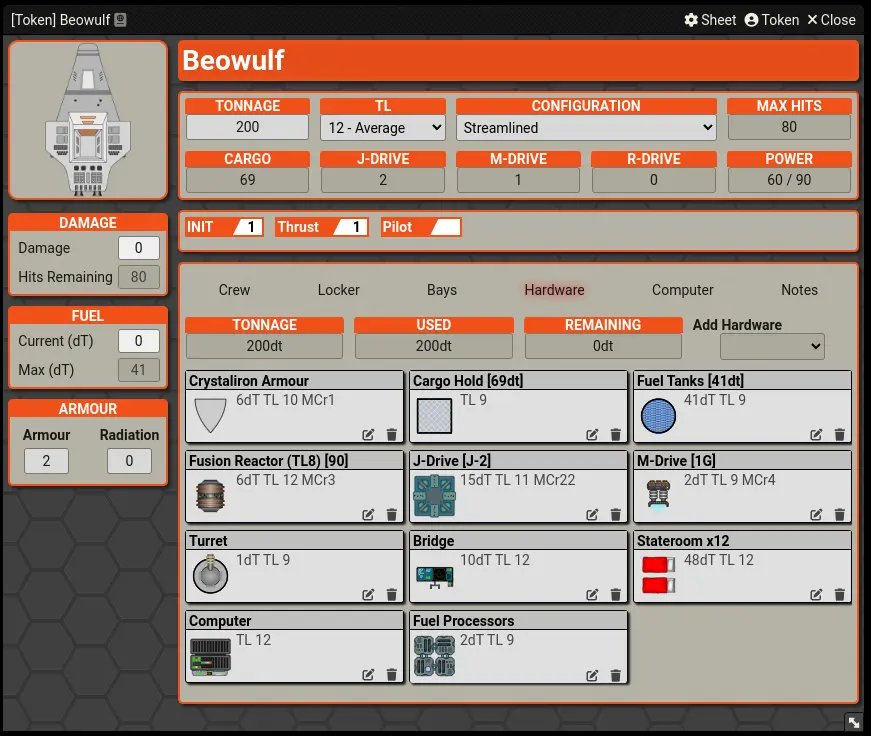 [Token] Beowulf
Sheet Token Close
Beowulf
TONNAGE TL CONFIGURATION MAX HITS
200 12 - Average Streamlined 80
CARGO J-DRIVE M-DRIVE R-DRIVE POWER
69 2 1 0 60 / 90
DAMAGE
Damage 0
Hits Remaining 80
FUEL
Current (dT) 0
Max (dT) 41
ARMOUR
Armour Radiation
2 0
INIT 1 Thrust 1 Pilot
Crew Locker Bays Hardware Computer Notes
TONNAGE USED REMAINING Add Hardware
200dt 200dt 0dt
Crystaliron Armour
6dT TL 10 MCr1
Cargo Hold [69dt]
TL 9
Fuel Tanks [41dt]
41dT TL 9
Fusion Reactor (TL8) [90]
6dT TL 12 MCr3
J-Drive [J-2]
15dT TL 11 MCr22
M-Drive [1G]
2dT TL 9 MCr4
Turret
1dT TL 9
Bridge
10dT TL 12
Stateroom x12
48dT TL 12
Computer
TL 12
Fuel Processors
2dT TL 9